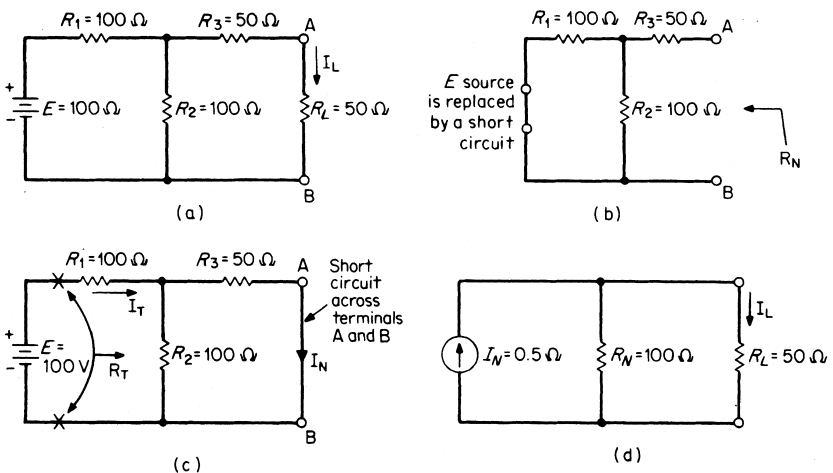 R1 = 100 Ω
R3 = 50 Ω
A
IL
+
-
E = 100 Ω
R2 = 100 Ω
RL = 50 Ω
B
(a)
R1 = 100 Ω
R3 = 50 Ω
A
E source
is replaced
by a short
circuit
R2 = 100 Ω
RN
B
(b)
R1 = 100 Ω
R3 = 50 Ω
A
Short
circuit
across
terminals
A and B
IT
+
-
E =
100 V
RT
R2 = 100 Ω
IN
B
(c)
IL
IN = 0.5 Ω
RN = 100 Ω
RL = 50 Ω
(d)